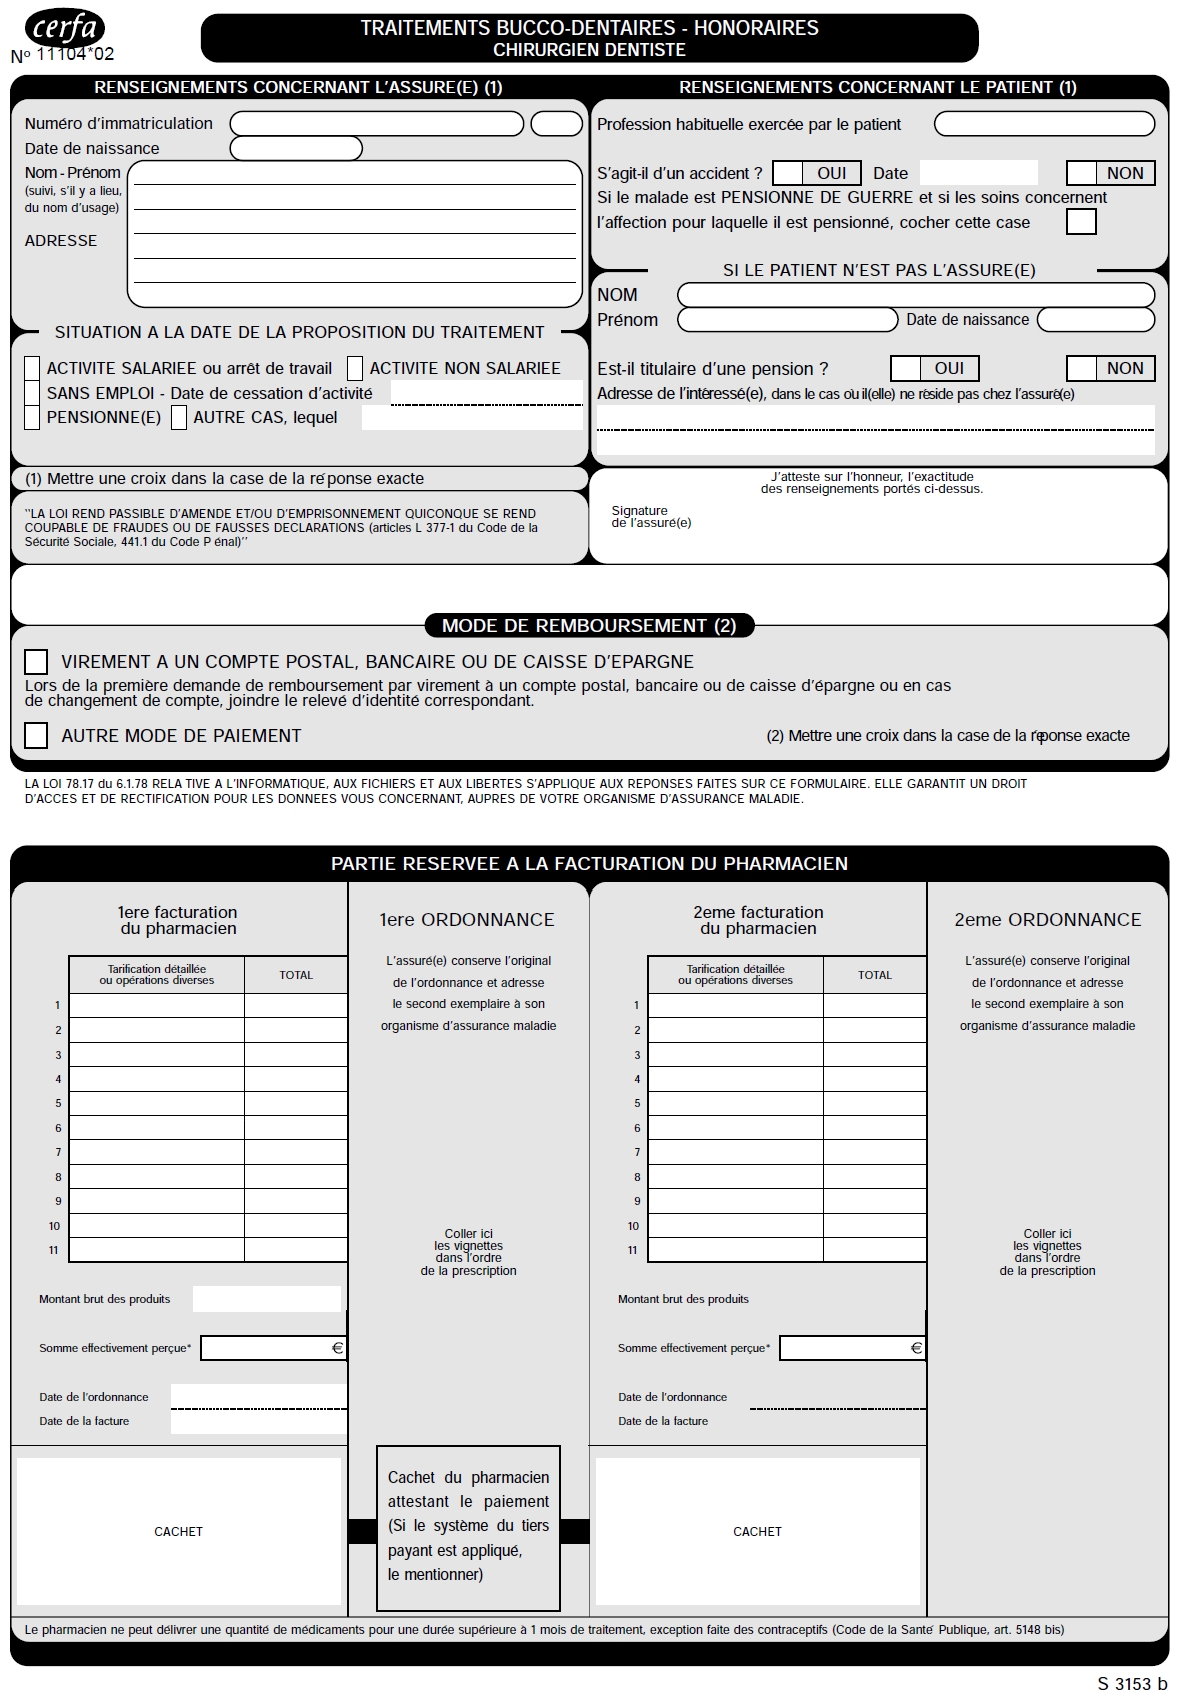 cerfa
N° 11104*02
TRAITEMENTS BUCCO-DENTAIRES - HONORAIRES
CHIRURGIEN DENTISTE
RENSEIGNEMENTS CONCERNANT L'ASSURE(E) (1)
Numéro d'immatriculation
Date de naissance
Nom - Prénom
(suivi, s'il y a lieu,
du nom d'usage)
ADRESSE
SITUATION A LA DATE DE LA PROPOSITION DU TRAITEMENT
ACTIVITE SALARIEE ou arrêt de travail ACTIVITE NON SALARIEE
SANS EMPLOI - Date de cessation d'activité
PENSIONNE(E) AUTRE CAS, lequel
(1) Mettre une croix dans la case de la réponse exacte
"LA LOI REND PASSIBLE D'AMENDE ET/OU D'EMPRISONNEMENT QUICONQUE SE REND
COUPABLE DE FRAUDES OU DE FAUSSES DECLARATIONS (articles L 377-1 du Code de la
Sécurité Sociale, 441.1 du Code P énal)"
RENSEIGNEMENTS CONCERNANT LE PATIENT (1)
Profession habituelle exercée par le patient
S'agit-il d'un accident ? OUI Date NON
Si le malade est PENSIONNE DE GUERRE et si les soins concernent
l'affection pour laquelle il est pensionné, cocher cette case
SI LE PATIENT N'EST PAS L'ASSURE(E)
NOM
Prénom Date de naissance
Est-il titulaire d'une pension ? OUI NON
Adresse de l'intéressé(e), dans le cas où il(elle) ne réside pas chez l'assuré(e)
J'atteste sur l'honneur, l'exactitude
des renseignements portés ci-dessus.
Signature
de l'assuré(e)
MODE DE REMBOURSEMENT (2)
VIREMENT A UN COMPTE POSTAL, BANCAIRE OU DE CAISSE D'EPARGNE
Lors de la première demande de remboursement par virement à un compte postal, bancaire ou de caisse d'épargne ou en cas
de changement de compte, joindre le relevé d'identité correspondant.
AUTRE MODE DE PAIEMENT
(2) Mettre une croix dans la case de la réponse exacte
LA LOI 78.17 du 6.1.78 RELA TIVE A L'INFORMATIQUE, AUX FICHIERS ET AUX LIBERTES S'APPLIQUE AUX REPONSES FAITES SUR CE FORMULAIRE. ELLE GARANTIT UN DROIT
D'ACCES ET DE RECTIFICATION POUR LES DONNEES VOUS CONCERNANT, AUPRES DE VOTRE ORGANISME D'ASSURANCE MALADIE.
PARTIE RESERVEE A LA FACTURATION DU PHARMACIEN
1ere facturation
du pharmacien
Tarification détaillée
ou opérations diverses
TOTAL
1
2
3
4
5
6
7
8
9
10
11
Montant brut des produits
Somme effectivement perçue* €
Date de l'ordonnance
Date de la facture
CACHET
1ere ORDONNANCE
L'assuré(e) conserve l'original
de l'ordonnance et adresse
le second exemplaire à son
organisme d'assurance maladie
Coller ici
les vignettes
dans l'ordre
de la prescription
Cachet du pharmacien
attestant le paiement
(Si le système du tiers
payant est appliqué,
le mentionner)
2eme facturation
du pharmacien
Tarification détaillée
ou opérations diverses
TOTAL
1
2
3
4
5
6
7
8
9
10
11
Montant brut des produits
Somme effectivement perçue* €
Date de l'ordonnance
Date de la facture
CACHET
2eme ORDONNANCE
L'assuré(e) conserve l'original
de l'ordonnance et adresse
le second exemplaire à son
organisme d'assurance maladie
Coller ici
les vignettes
dans l'ordre
de la prescription
Le pharmacien ne peut délivrer une quantité de médicaments pour une durée supérieure à 1 mois de traitement, exception faite des contraceptifs (Code de la Santé Publique, art. 5148 bis)
S 3153 b